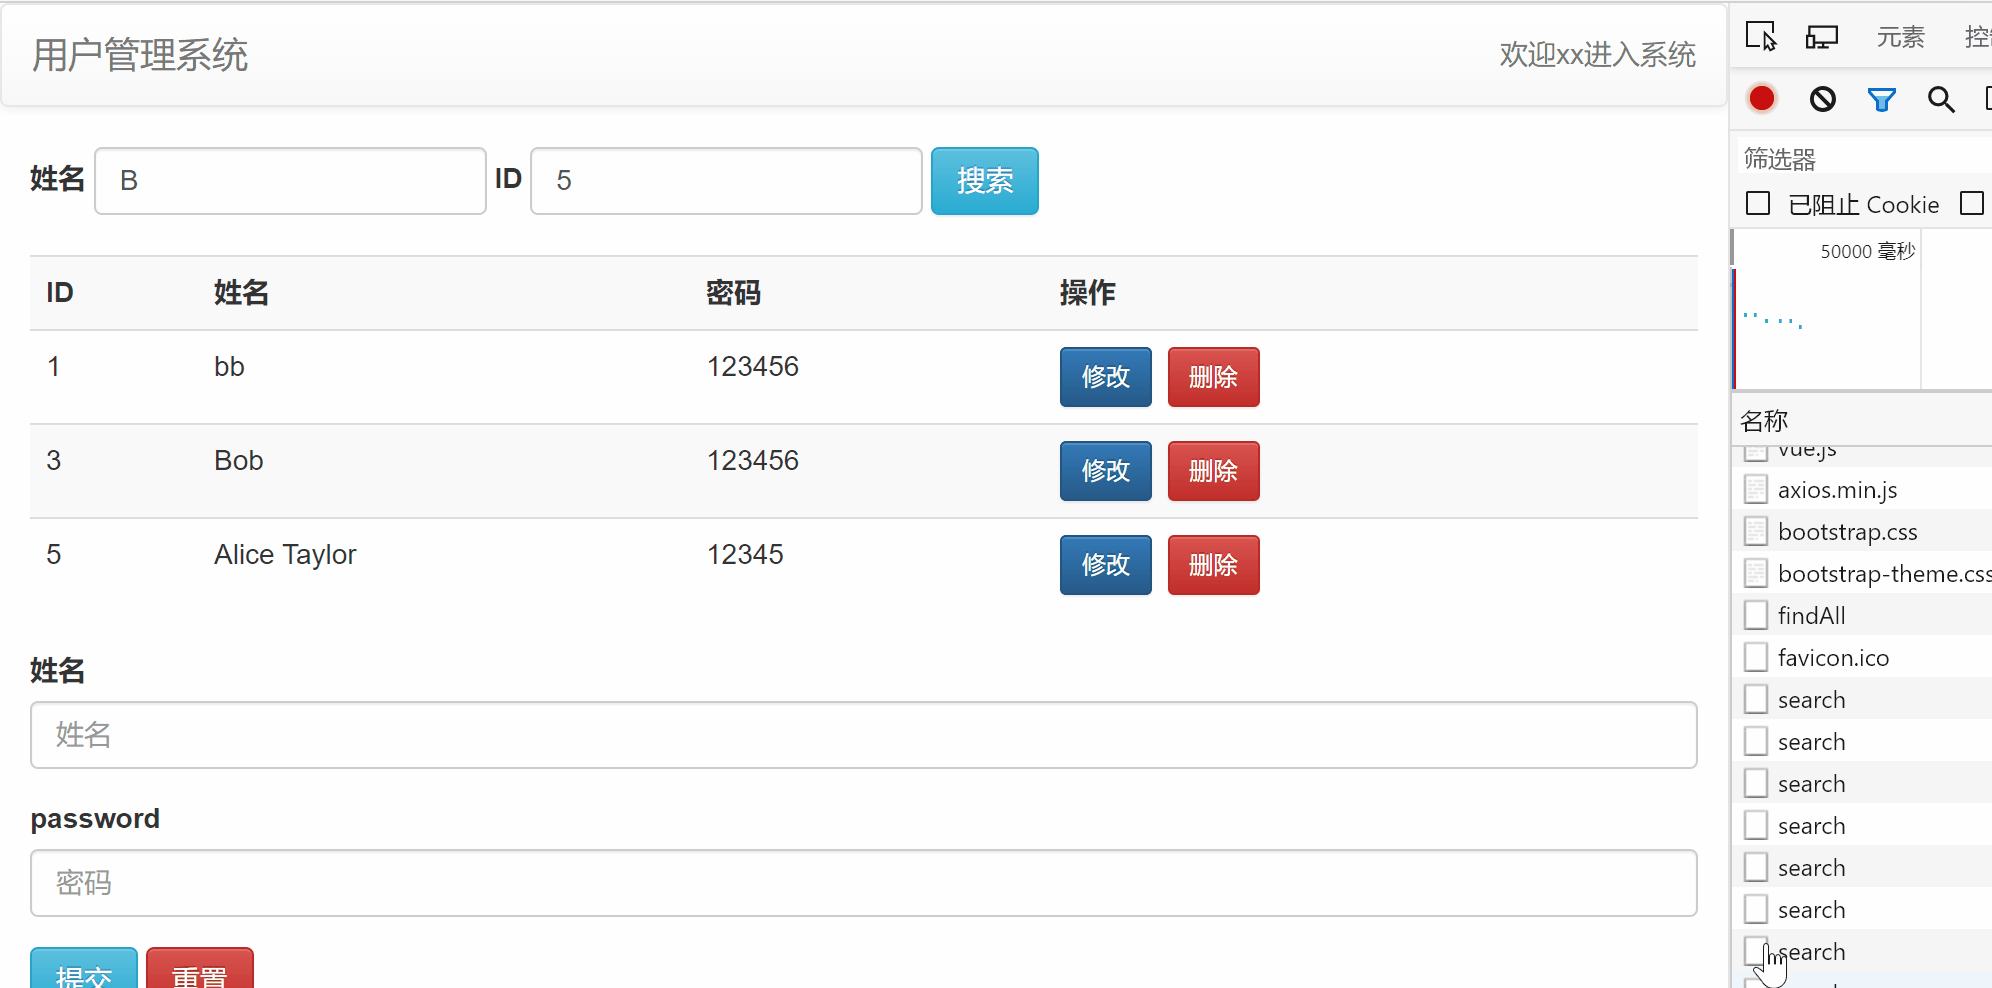 用户管理系统
欢迎xx进入系统
姓名 B ID 5 搜索
ID 姓名 密码 操作
1 bb 123456 修改 删除
3 Bob 123456 修改 删除
5 Alice Taylor 12345 修改 删除
姓名
姓名
password
密码
提交 重置
元素
筛选器
已阻止 Cookie
50000 毫秒
名称
vue.js
axios.min.js
bootstrap.css
bootstrap-theme.css
findAll
favicon.ico
search
search
search
search
search
search
search